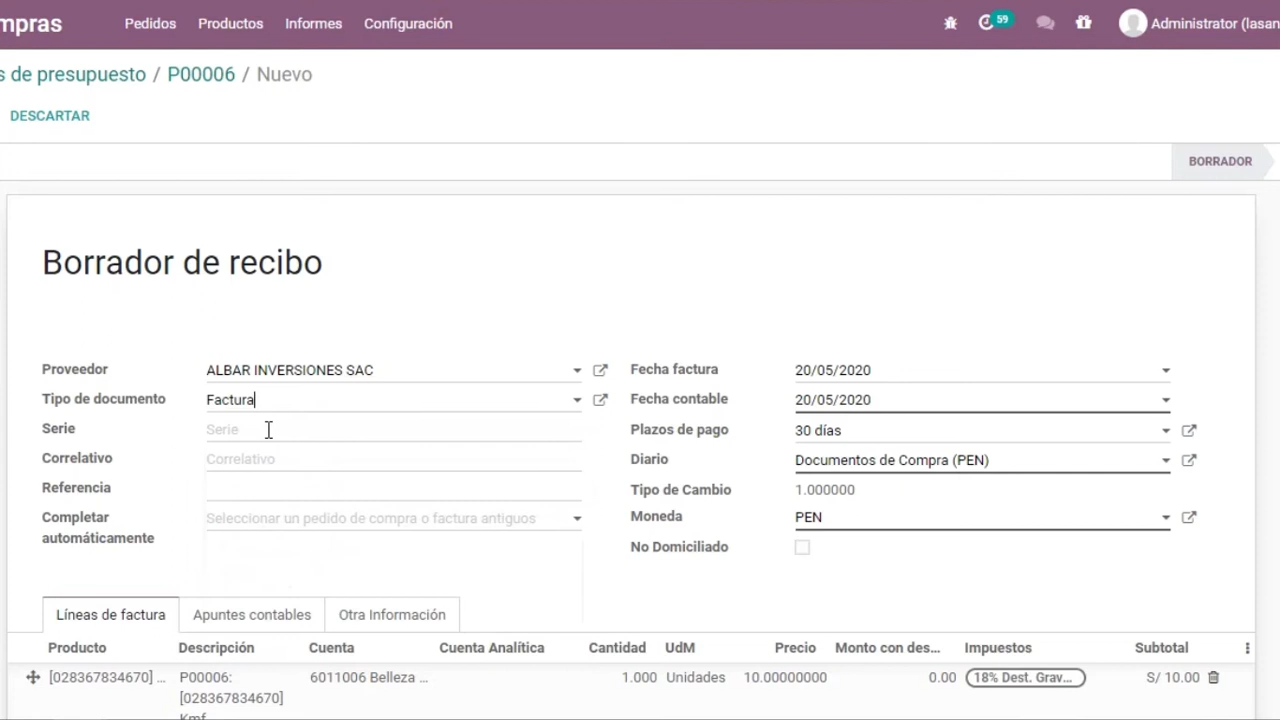 mpras Pedidos Productos Informes Configuración 59 Administrator (lasan
s de presupuesto / P00006 / Nuevo
DESCARTAR
BORRADOR
Borrador de recibo
Proveedor ALBAR INVERSIONES SAC Fecha factura 20/05/2020
Tipo de documento Factura Fecha contable 20/05/2020
Serie Serie Plazos de pago 30 días
Correlativo Correlativo Diario Documentos de Compra (PEN)
Referencia Tipo de Cambio 1.000000
Completar Seleccionar un pedido de compra o factura antiguos Moneda PEN
automáticamente No Domiciliado
Líneas de factura Apuntes contables Otra Información
Producto Descripción Cuenta Cuenta Analítica Cantidad UdM Precio Monto con des... Impuestos Subtotal
[028367834670] ... P00006: 6011006 Belleza ... 1.000 Unidades 10.00000000 0.00 18% Dest. Grav... S/ 10.00
[028367834670]
Kmf